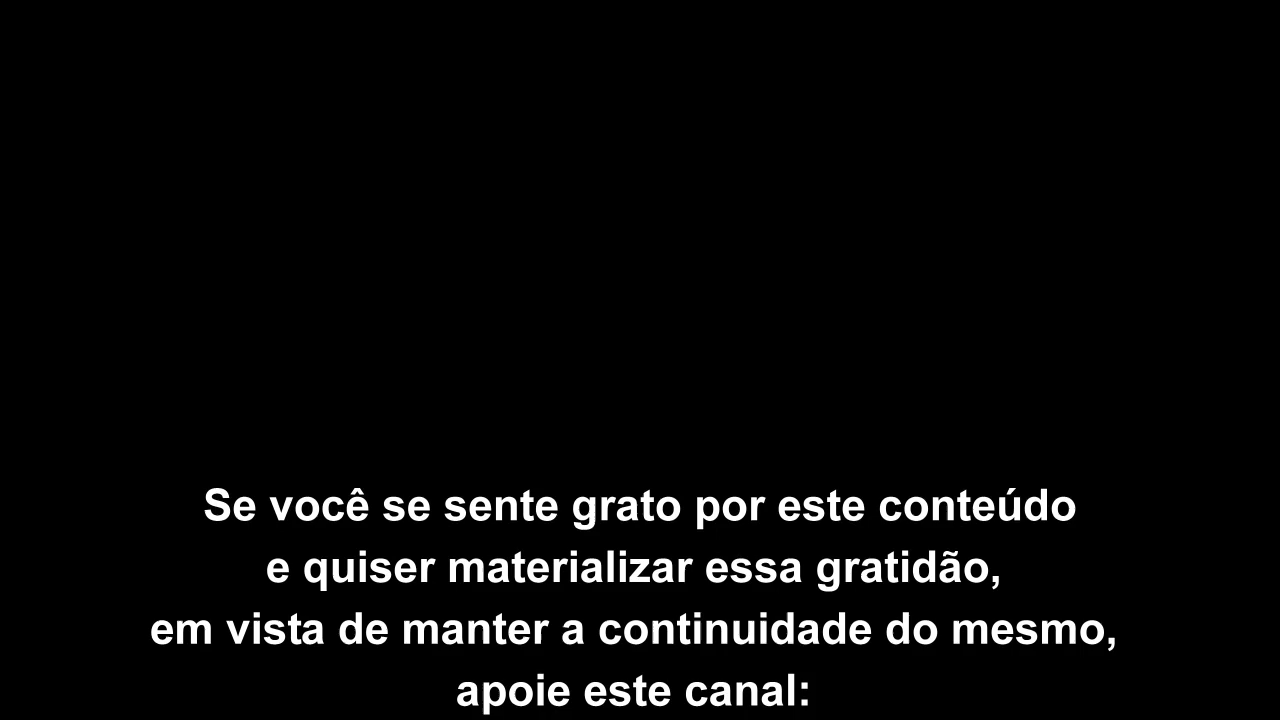 Se você se sente grato por este conteúdo
e quiser materializar essa gratidão,
em vista de manter a continuidade do mesmo,
apoie este canal: